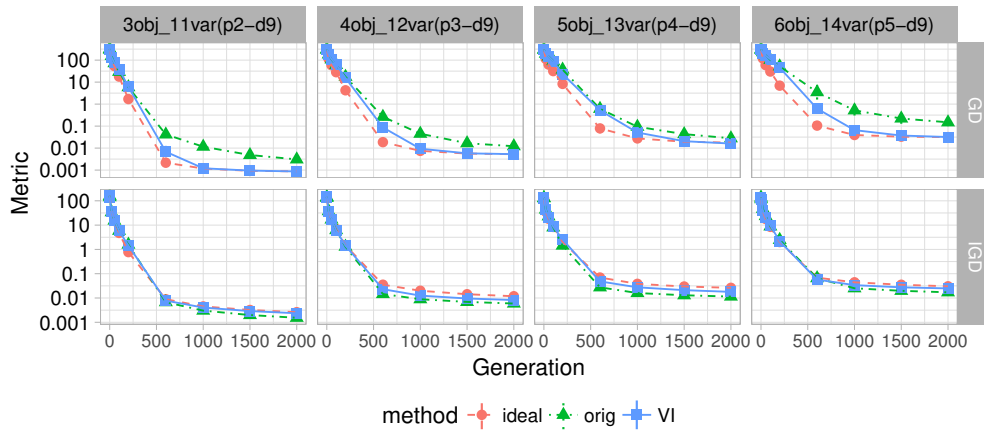 3obj_11var(p2−d9) 4obj_12var(p3−d9) 5obj_13var(p4−d9) 6obj_14var(p5−d9)
GD
100
10
1
0.1
0.01
0.001
IGD
100
10
1
0.1
0.01
0.001
Metric
0 500 1000 1500 2000 0 500 1000 1500 2000 0 500 1000 1500 2000 0 500 1000 1500 2000
Generation
method ideal orig VI